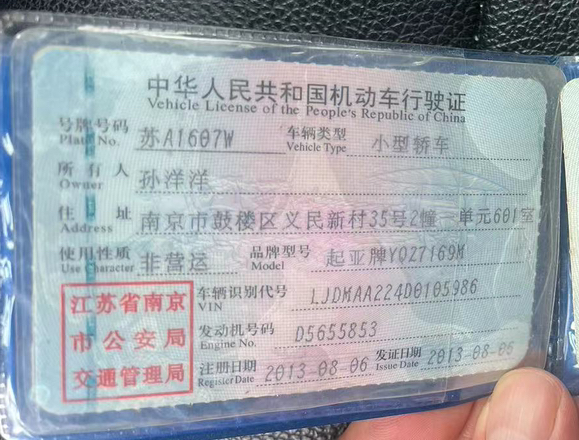 中华人民共和国机动车行驶证
Vehicle License of the People's Republic of China
号牌号码 苏A1607W 车辆类型 小型轿车
Plate No. Vehicle Type
所有人 孙洋洋
Owner
住址 南京市鼓楼区义民新村35号2幢一单元601室
Address
使用性质 非营运 品牌型号 起亚牌YQZ7169M
Use Character Model
江苏省南京
市公安局
交通管理局
车辆识别代号 LJDMAA224D0105986
VIN
发动机号码 D5655853
Engine No.
注册日期 2013-08-06 发证日期 2013-08-06
Register Date Issue Date